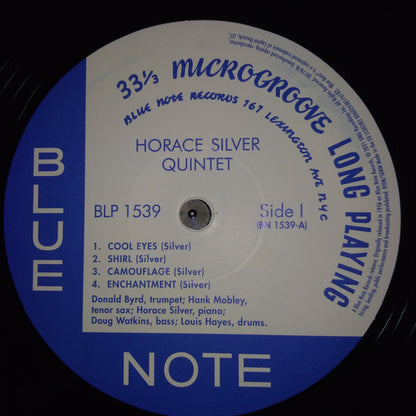 33 1/3 MICROGROOVE LONG PLAYING
BLUE NOTE RECORDS 767 LEXINGTON AVE NYC
HORACE SILVER
QUINTET
BLP 1539
Side I
(BN 1539-A)
1. COOL EYES (Silver)
2. SHIRL (Silver)
3. CAMOUFLAGE (Silver)
4. ENCHANTMENT (Silver)
Donald Byrd, trumpet; Hank Mobley,
tenor sax; Horace Silver, piano;
Doug Watkins, bass; Louis Hayes, drums.
BLUE
NOTE